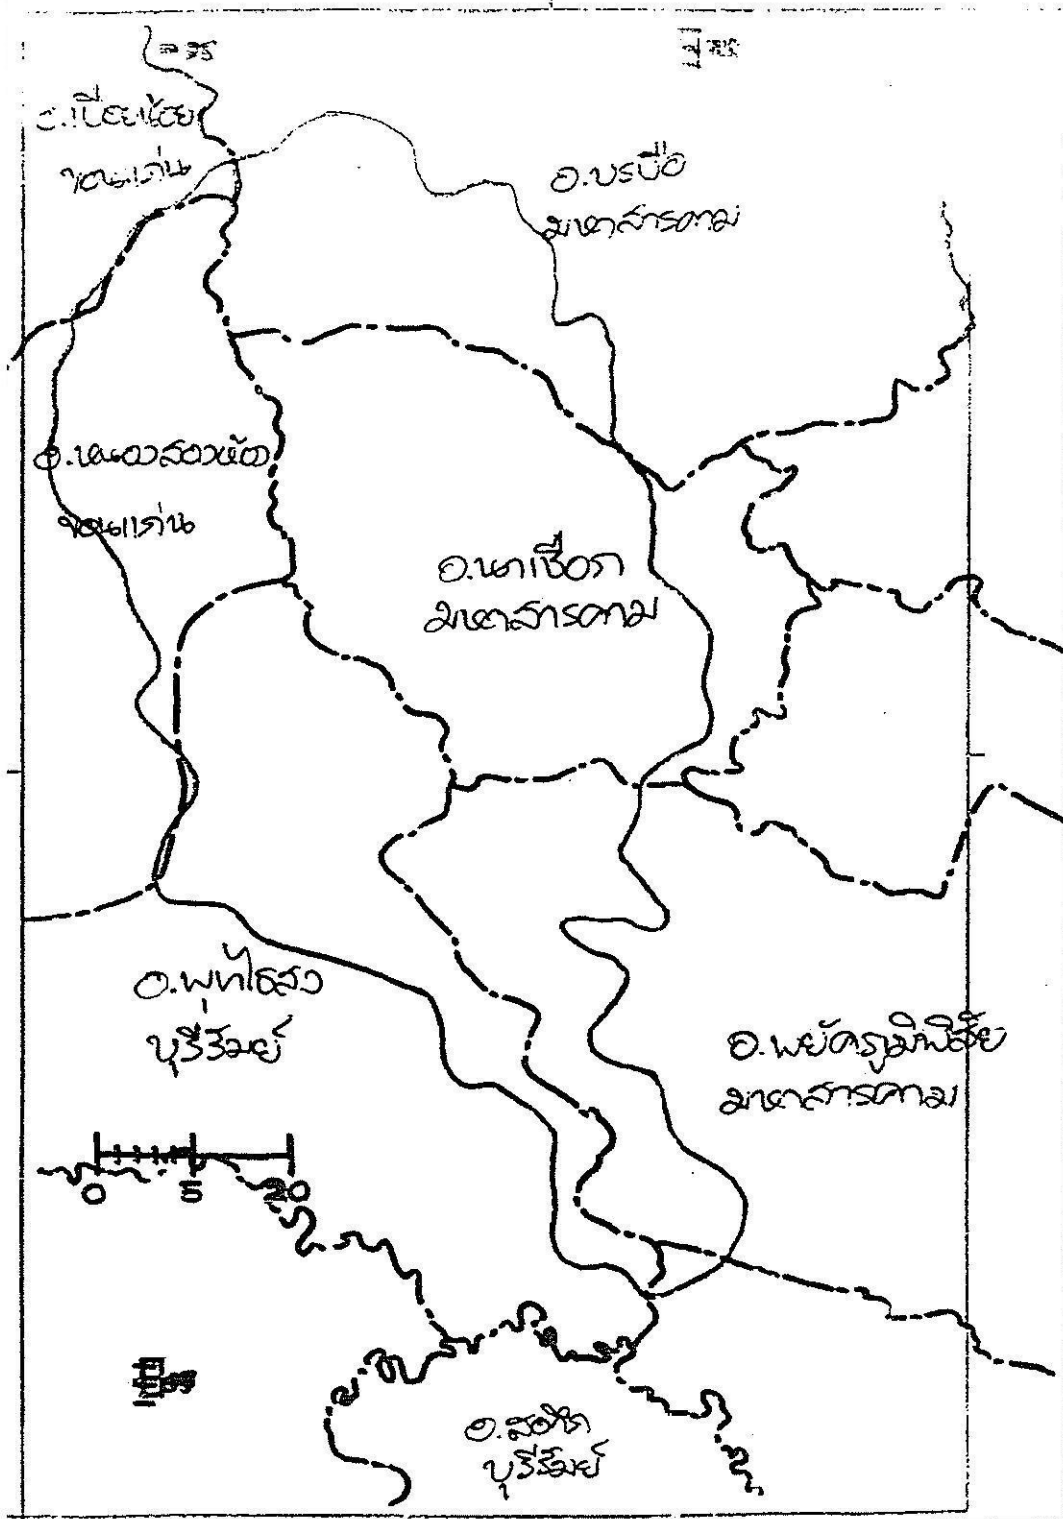 อ.เปือยน้อย
ขอนแก่น
อ.บรบือ
มหาสารคาม
อ.หนองสองห้อง
ขอนแก่น
อ.นาเชือก
มหาสารคาม
อ.พุทไธสง
บุรีรัมย์
อ.พยัคฆภูมิพิสัย
มหาสารคาม
0 5 20
อ.สตึก
บุรีรัมย์